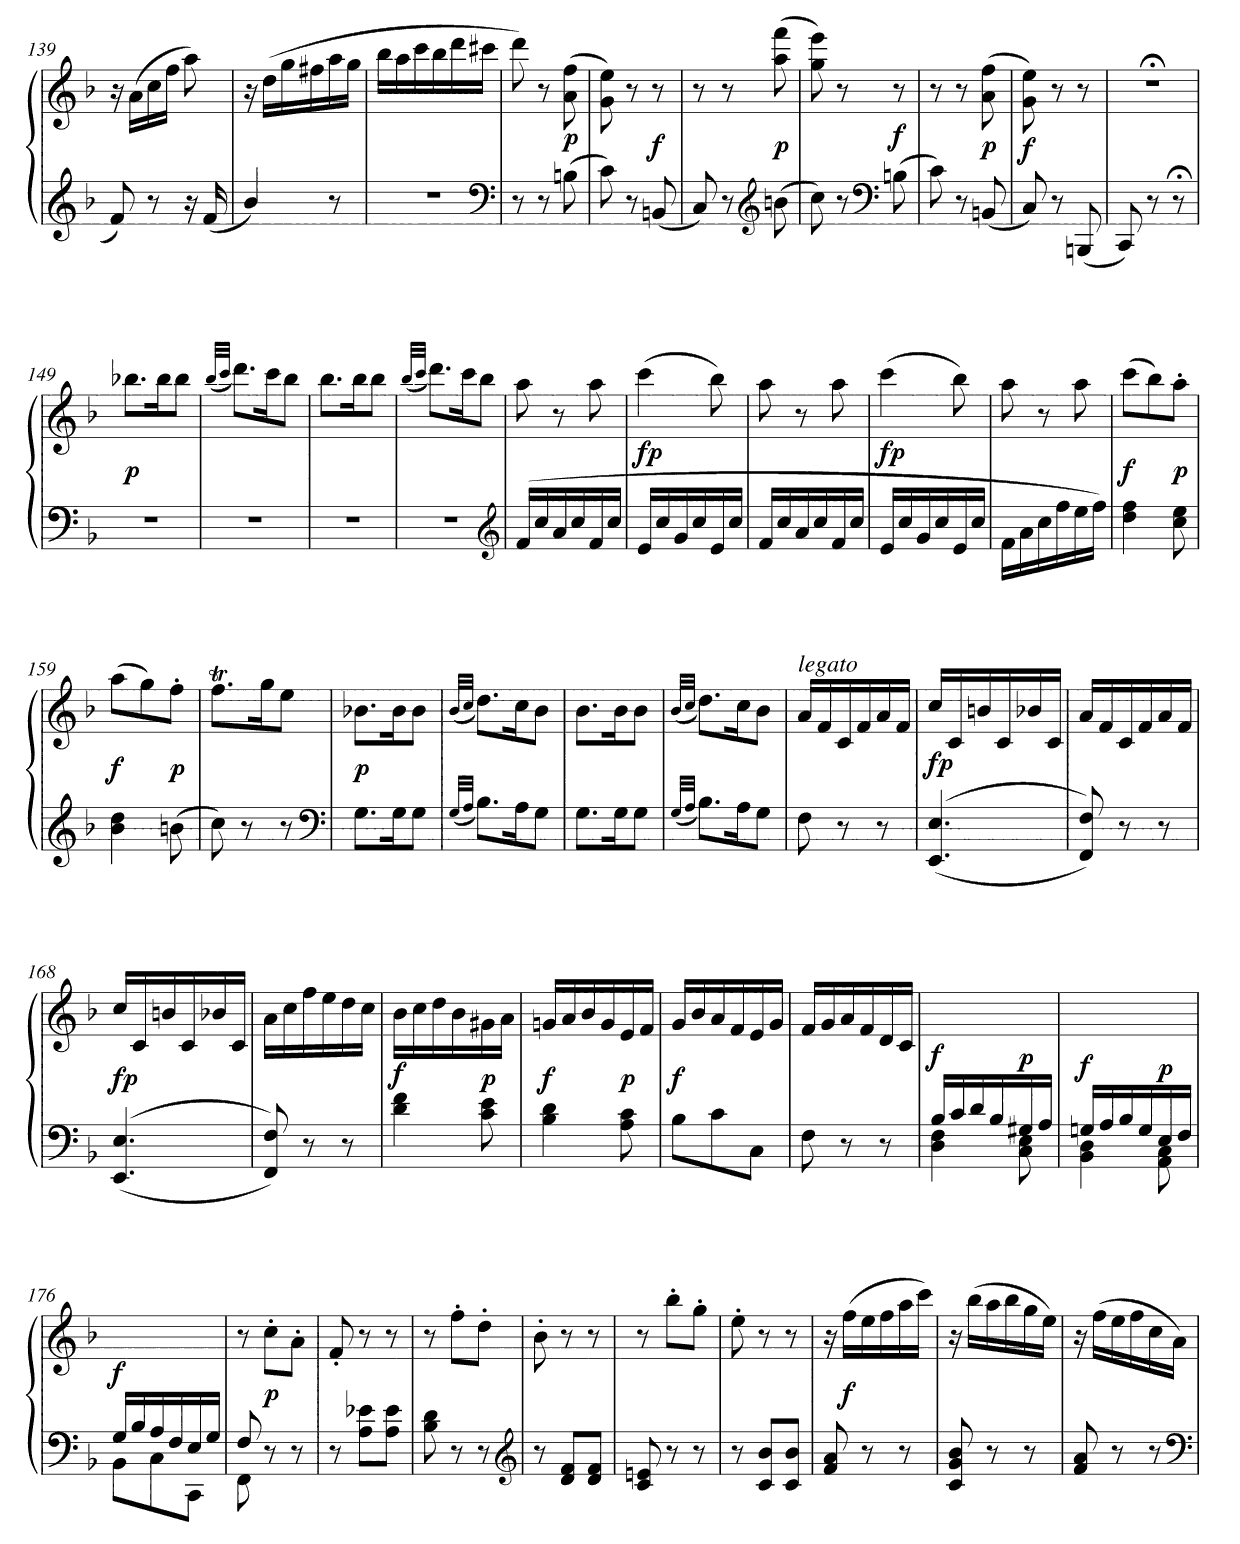 139
p f p f p f
149
p fp fp f p
159
tr legato
f p p fp
168
fp f p f p f f p f p
176
f p f